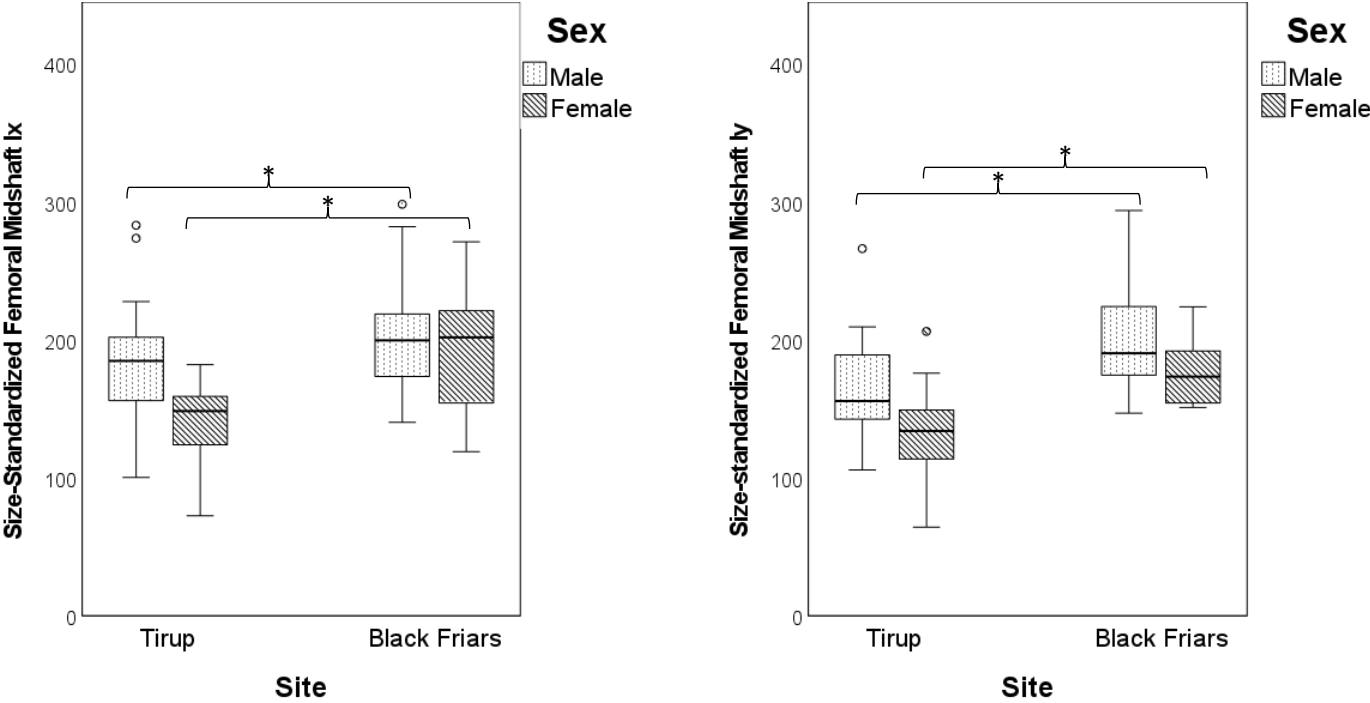 Size-Standardized Femoral Midshaft Ix
400
300
200
100
0
*
*
Tirup
Black Friars
Site
Sex
Male
Female
Size-standardized Femoral Midshaft Iy
400
300
200
100
0
*
*
Tirup
Black Friars
Site
Sex
Male
Female